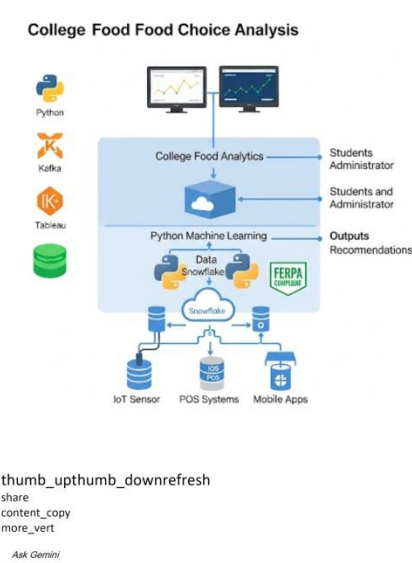 College Food Food Choice Analysis
Python
Kafka
Tableau
College Food Analytics
Students
Administrator
Students and
Administrator
Python Machine Learning
Outputs
Recomendations
Data
Snowflake
FERPA
COMPLIENT
Snowflake
IOS
POS
IoT Sensor
POS Systems
Mobile Apps
thumb_upthumb_downrefresh
share
content_copy
more_vert
Ask Gemini